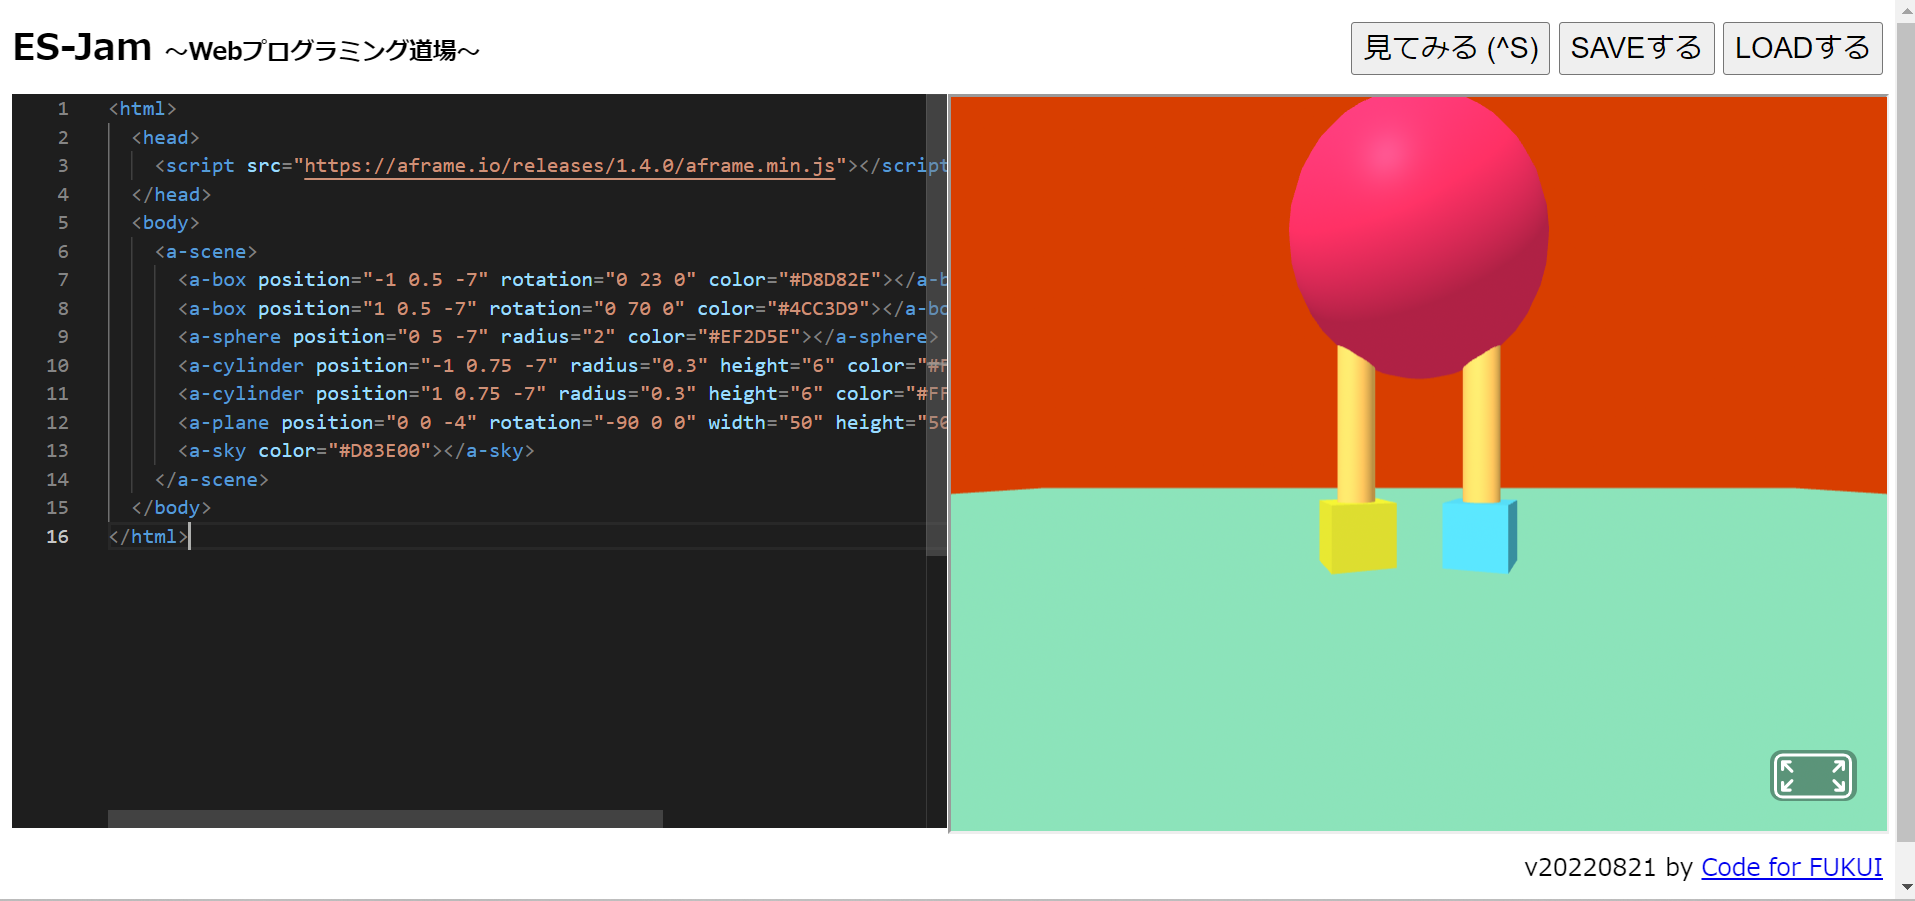 ES-Jam ～Webプログラミング道場～
見てみる (^S) SAVEする LOADする
1 <html>
2 <head>
3 <script src="https://aframe.io/releases/1.4.0/aframe.min.js"></script
4 </head>
5 <body>
6 <a-scene>
7 <a-box position="-1 0.5 -7" rotation="0 23 0" color="#D8D82E"></a-b
8 <a-box position="1 0.5 -7" rotation="0 70 0" color="#4CC3D9"></a-bo
9 <a-sphere position="0 5 -7" radius="2" color="#EF2D5E"></a-sphere>
10 <a-cylinder position="-1 0.75 -7" radius="0.3" height="6" color="#F
11 <a-cylinder position="1 0.75 -7" radius="0.3" height="6" color="#FF
12 <a-plane position="0 0 -4" rotation="-90 0 0" width="50" height="50
13 <a-sky color="#D83E00"></a-sky>
14 </a-scene>
15 </body>
16 </html>
v20220821 by Code for FUKUI